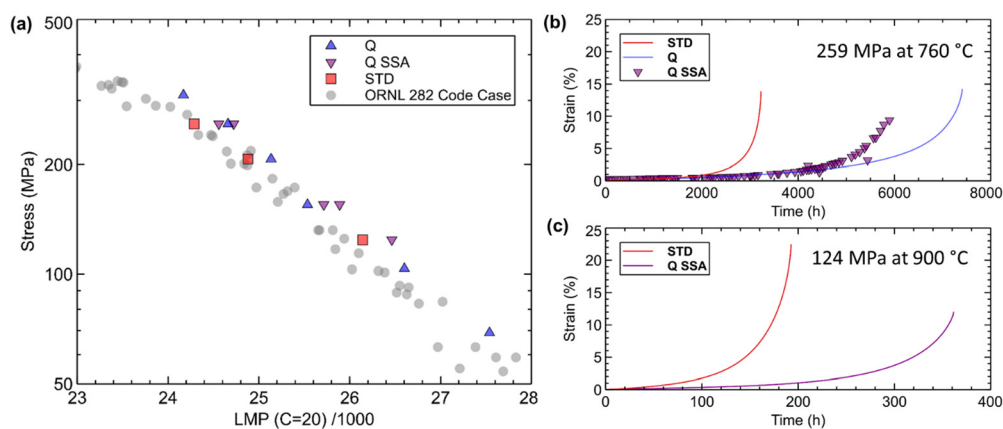 (a)
500
200
100
50
Stress (MPa)
23 24 25 26 27 28
LMP (C=20) /1000
Q
Q SSA
STD
ORNL 282 Code Case
(b)
25
20
15
10
5
0
Strain (%)
STD
Q
Q SSA
259 MPa at 760 °C
0 2000 4000 6000 8000
Time (h)
(c)
25
20
15
10
5
0
Strain (%)
STD
Q SSA
124 MPa at 900 °C
0 100 200 300 400
Time (h)